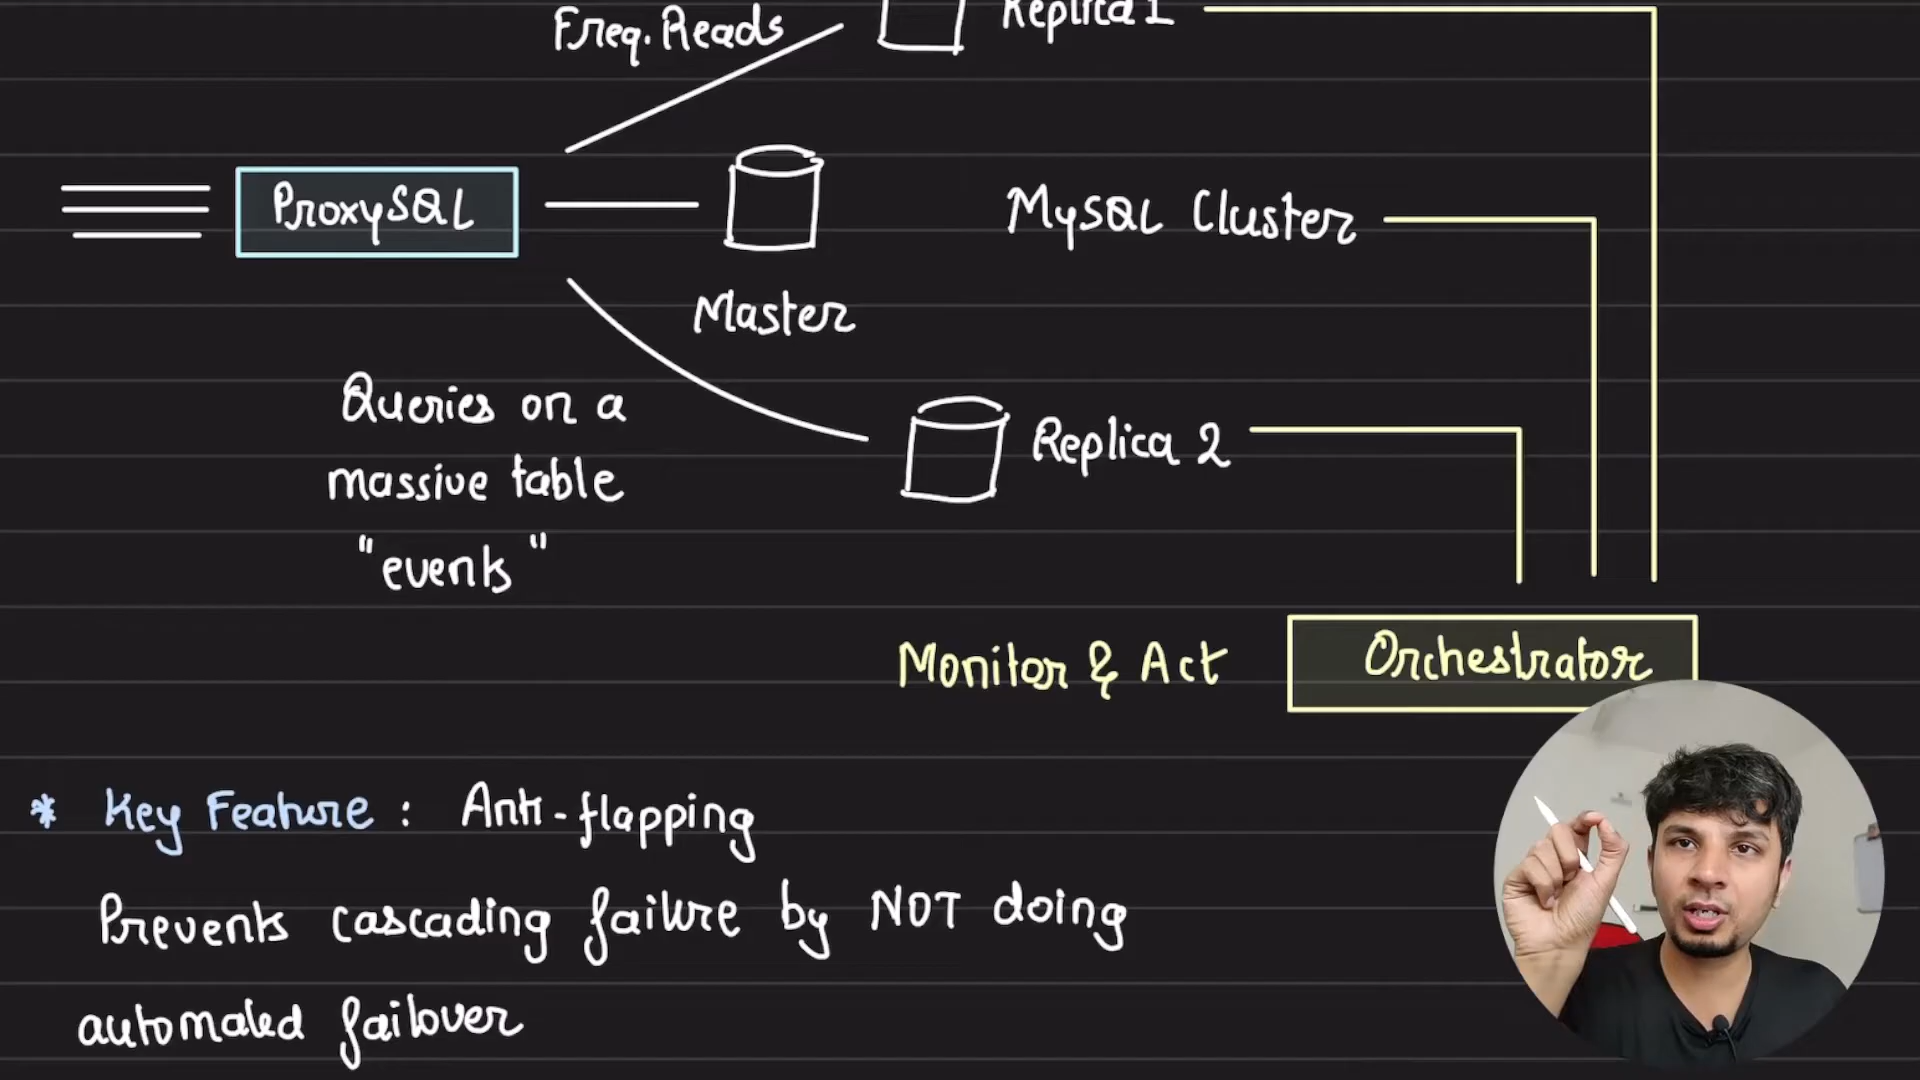 Freq. Reads
Replica 1
ProxySQL
MySQL Cluster
Master
Queries on a
massive table
"events"
Replica 2
Monitor & Act
Orchestrator
* Key Feature : Anti-flapping
Prevents cascading failure by NOT doing
automated failover